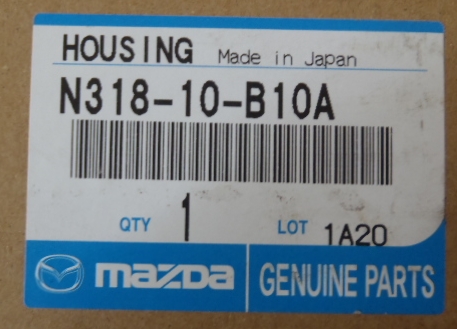 HOUSING Made in Japan
N318-10-B10A
QTY 1 LOT 1A20
mazda GENUINE PARTS